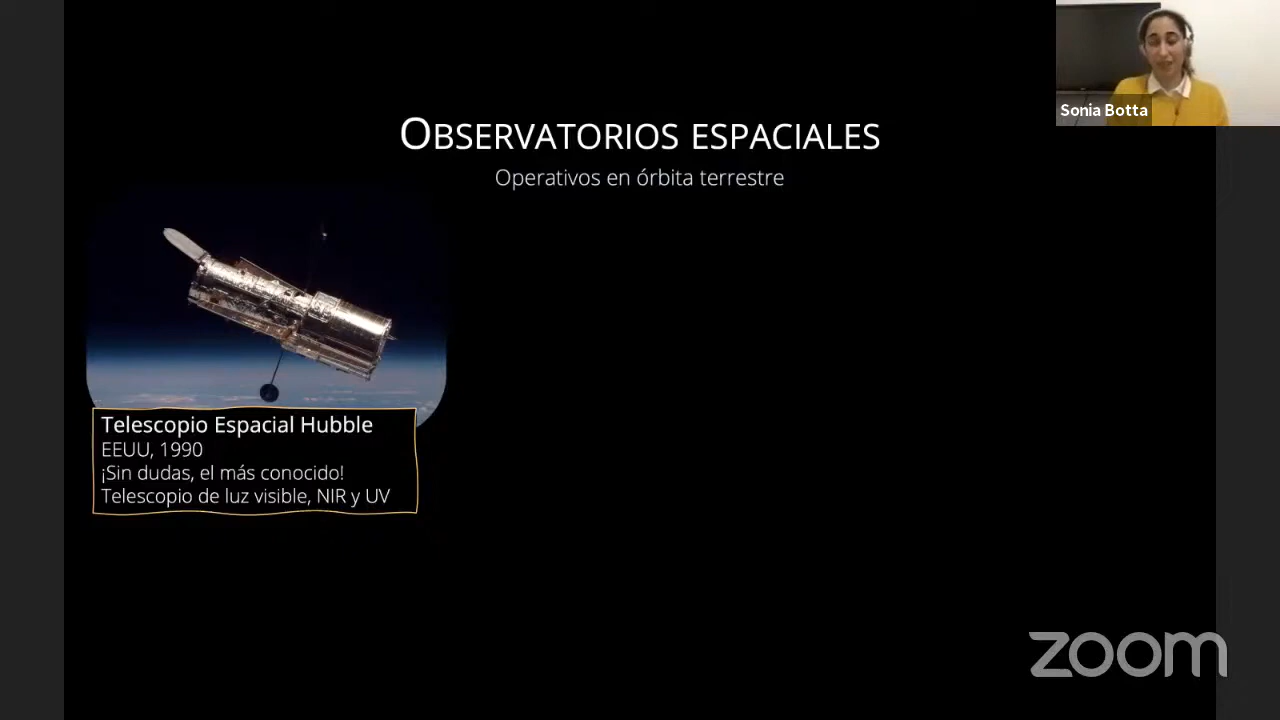 OBSERVATORIOS ESPACIALES
Operativos en órbita terrestre
Telescopio Espacial Hubble
EEUU, 1990
¡Sin dudas, el más conocido!
Telescopio de luz visible, NIR y UV
Sonia Botta
zoom